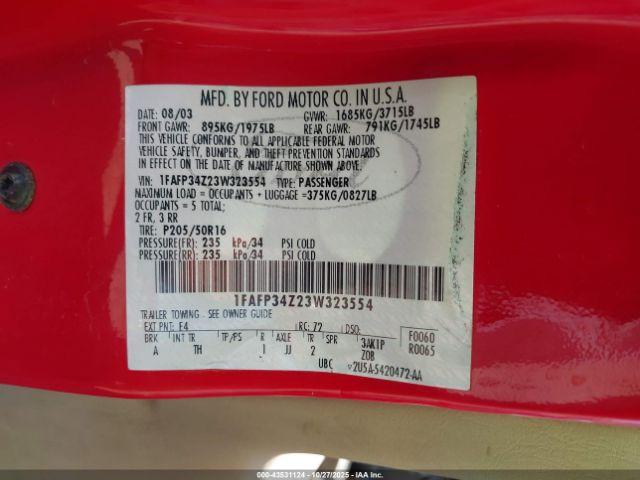 MFD. BY FORD MOTOR CO. IN U.S.A.
DATE: 08/03 GVWR: 1685KG/3715LB
FRONT GAWR: 895KG/1975LB REAR GAWR: 791KG/1745LB
THIS VEHICLE CONFORMS TO ALL APPLICABLE FEDERAL MOTOR
VEHICLE SAFETY, BUMPER, AND THEFT PREVENTION STANDARDS
IN EFFECT ON THE DATE OF MANUFACTURE SHOWN ABOVE.
VIN: 1FAFP34Z23W323554 TYPE: PASSENGER
MAXIMUM LOAD = OCCUPANTS + LUGGAGE = 375KG/0827LB
OCCUPANTS = 5 TOTAL;
2 FR, 3 RR
TIRE: P205/50R16
PRESSURE(FR): 235 kPa/34 PSI COLD
PRESSURE(RR): 235 kPa/34 PSI COLD
1FAFP34Z23W323554
TRAILER TOWING - SEE OWNER GUIDE
EXT PNT: E4 RC: 72 DSO: F0060
BRK INT TR TP/PS R AXLE TR SPR 3AK1P R0065
A TH I JJ 2 ZOB
UBC 2U5A-5420472-AA
000-43531124 - 10/27/2025 - IAA Inc.